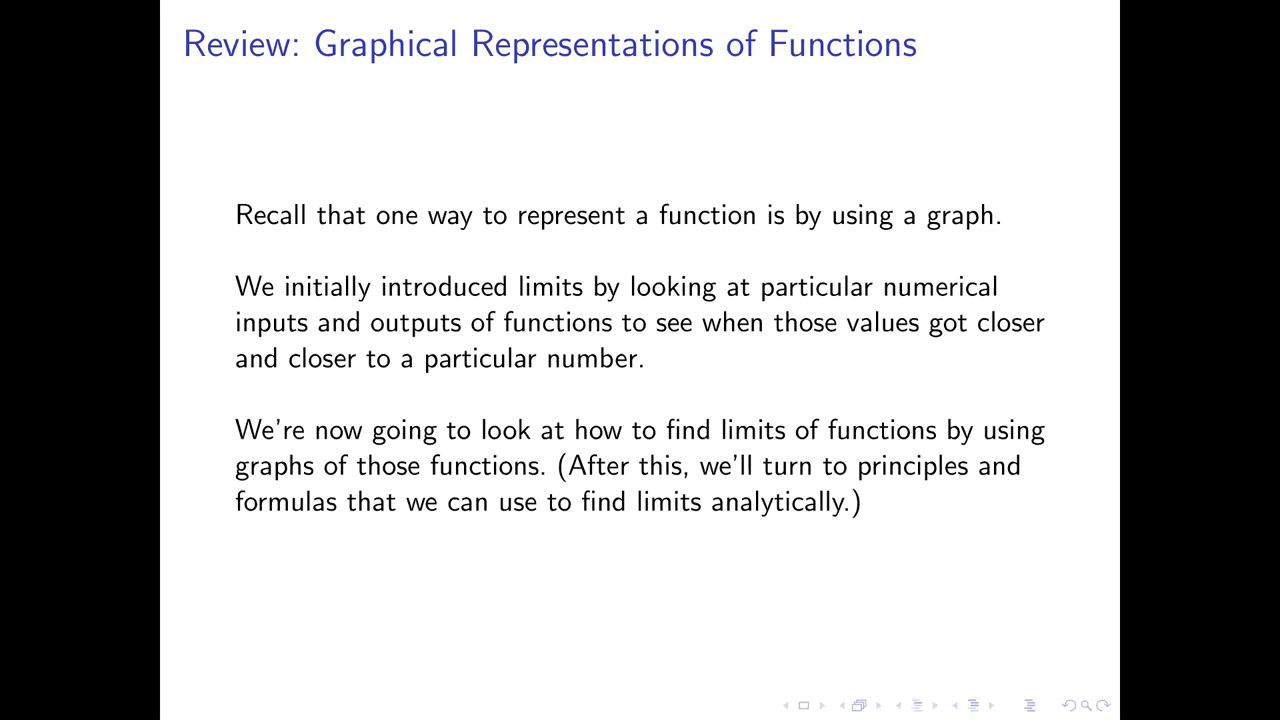 Review: Graphical Representations of Functions
Recall that one way to represent a function is by using a graph.
We initially introduced limits by looking at particular numerical
inputs and outputs of functions to see when those values got closer
and closer to a particular number.
We're now going to look at how to find limits of functions by using
graphs of those functions. (After this, we'll turn to principles and
formulas that we can use to find limits analytically.)